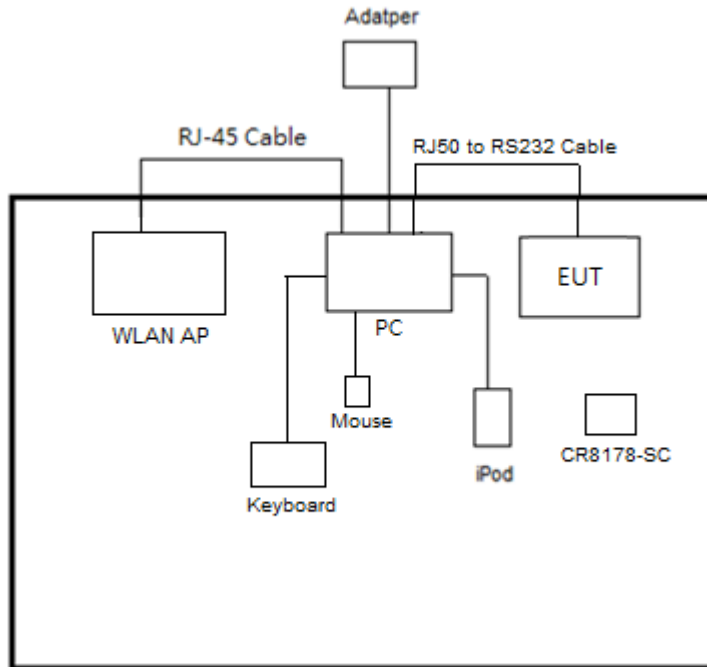 Adatper
RJ-45 Cable
RJ50 to RS232 Cable
EUT
WLAN AP
PC
Mouse
CR8178-SC
iPod
Keyboard